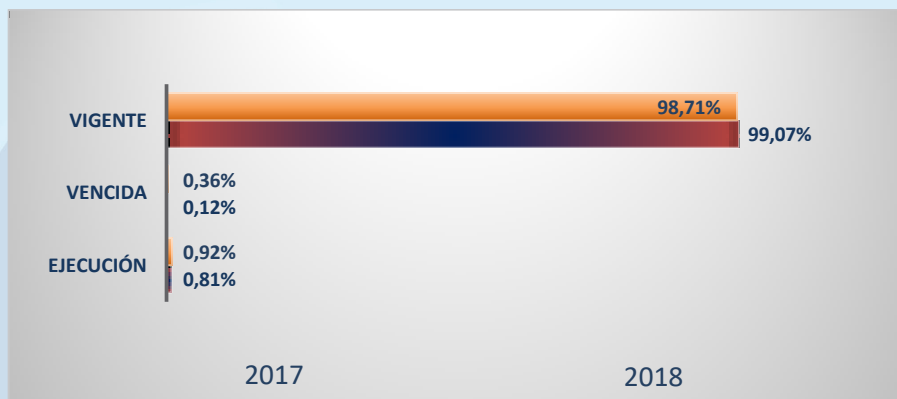 VIGENTE
98,71%
99,07%
VENCIDA
0,36%
0,12%
EJECUCIÓN
0,92%
0,81%
2017 2018